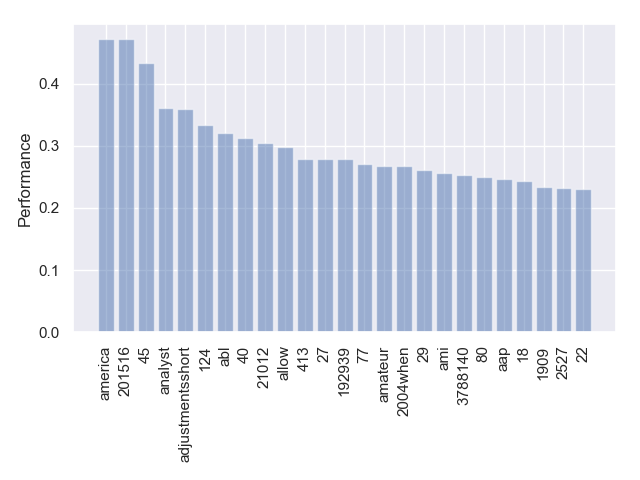 Performance
0.4
0.3
0.2
0.1
0.0
america
201516
45
analyst
adjustmentsshort
124
abl
40
21012
allow
413
27
192939
77
amateur
2004when
29
ami
3788140
80
aap
18
1909
2527
22